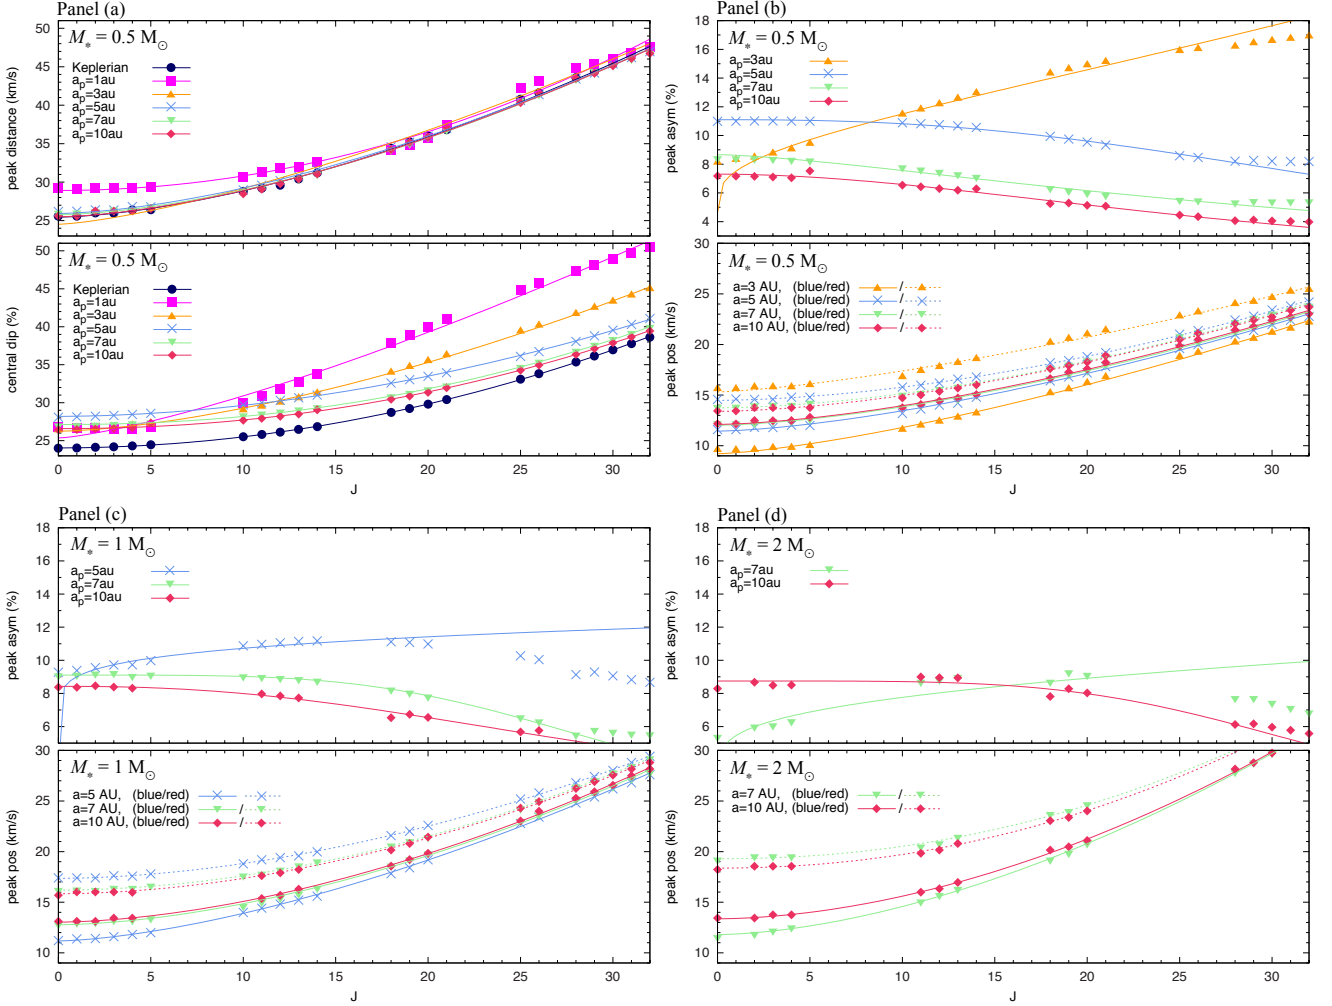 Panel (a)
M* = 0.5 M☉
Keplerian
ap=1au
ap=3au
ap=5au
ap=7au
ap=10au
peak distance (km/s)
50
45
40
35
30
25
M* = 0.5 M☉
Keplerian
ap=1au
ap=3au
ap=5au
ap=7au
ap=10au
central dip (%)
50
45
40
35
30
25
0 5 10 15 20 25 30
J
Panel (b)
M* = 0.5 M☉
ap=3au
ap=5au
ap=7au
ap=10au
peak asym (%)
18
16
14
12
10
8
6
4
M* = 0.5 M☉
a=3 AU, (blue/red) /
a=5 AU, (blue/red) /
a=7 AU (blue/red) /
a=10 AU, (blue/red) /
peak pos (km/s)
30
25
20
15
10
0 5 10 15 20 25 30
J
Panel (c)
M* = 1 M☉
ap=5au
ap=7au
ap=10au
peak asym (%)
18
16
14
12
10
8
6
M* = 1 M☉
a=5 AU, (blue/red)
a=7 AU, (blue/red) /
a=10 AU, (blue/red) /
peak pos (km/s)
30
25
20
15
10
0 5 10 15 20 25 30
J
Panel (d)
M* = 2 M☉
ap=7au
ap=10au
peak asym (%)
18
16
14
12
10
8
6
M* = 2 M☉
a=7 AU, (blue/red) /
a=10 AU, (blue/red) /
peak pos (km/s)
30
25
20
15
10
0 5 10 15 20 25 30
J